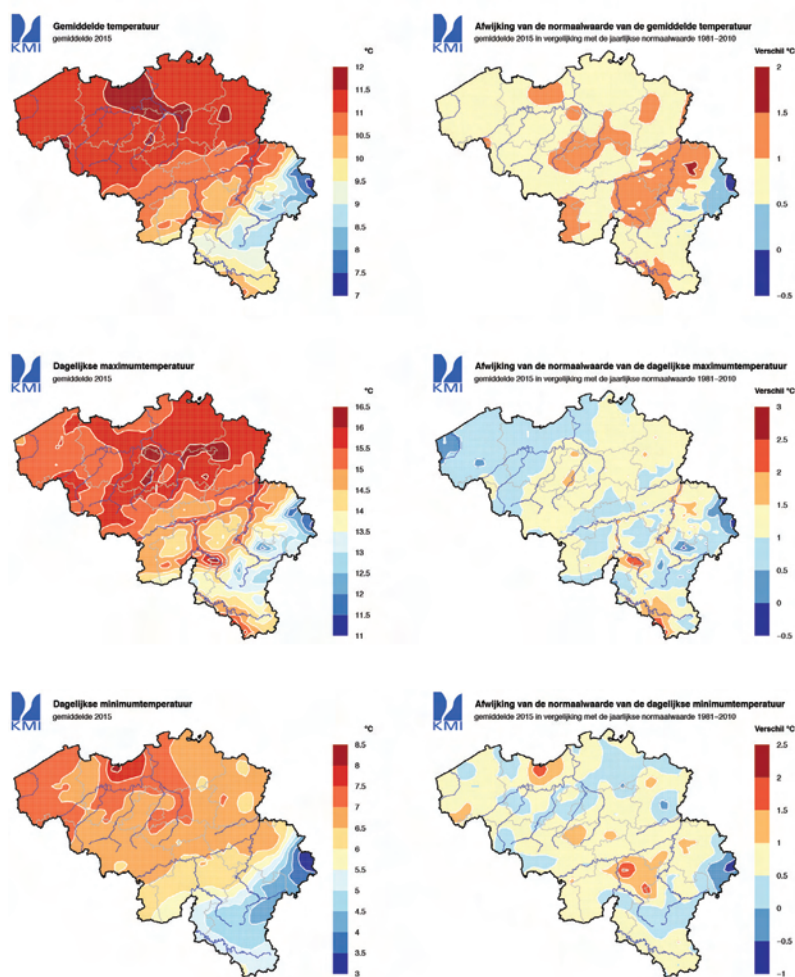 KMI
Gemiddelde temperatuur
gemiddelde 2015
°C
12
11.5
11
10.5
10
9.5
9
8.5
8
7.5
7
KMI
Afwijking van de normaalwaarde van de gemiddelde temperatuur
gemiddelde 2015 in vergelijking met de jaarlijkse normaalwaarde 1981–2010
Verschil °C
2
1.5
1
0.5
0
−0.5
KMI
Dagelijkse maximumtemperatuur
gemiddelde 2015
°C
16.5
16
15.5
15
14.5
14
13.5
13
12.5
12
11.5
11
KMI
Afwijking van de normaalwaarde van de dagelijkse maximumtemperatuur
gemiddelde 2015 in vergelijking met de jaarlijkse normaalwaarde 1981–2010
Verschil °C
3
2.5
2
1.5
1
0.5
0
−0.5
KMI
Dagelijkse minimumtemperatuur
gemiddelde 2015
°C
8.5
8
7.5
7
6.5
6
5.5
5
4.5
4
3.5
3
KMI
Afwijking van de normaalwaarde van de dagelijkse minimumtemperatuur
gemiddelde 2015 in vergelijking met de jaarlijkse normaalwaarde 1981–2010
Verschil °C
2.5
2
1.5
1
0.5
0
−0.5
−1